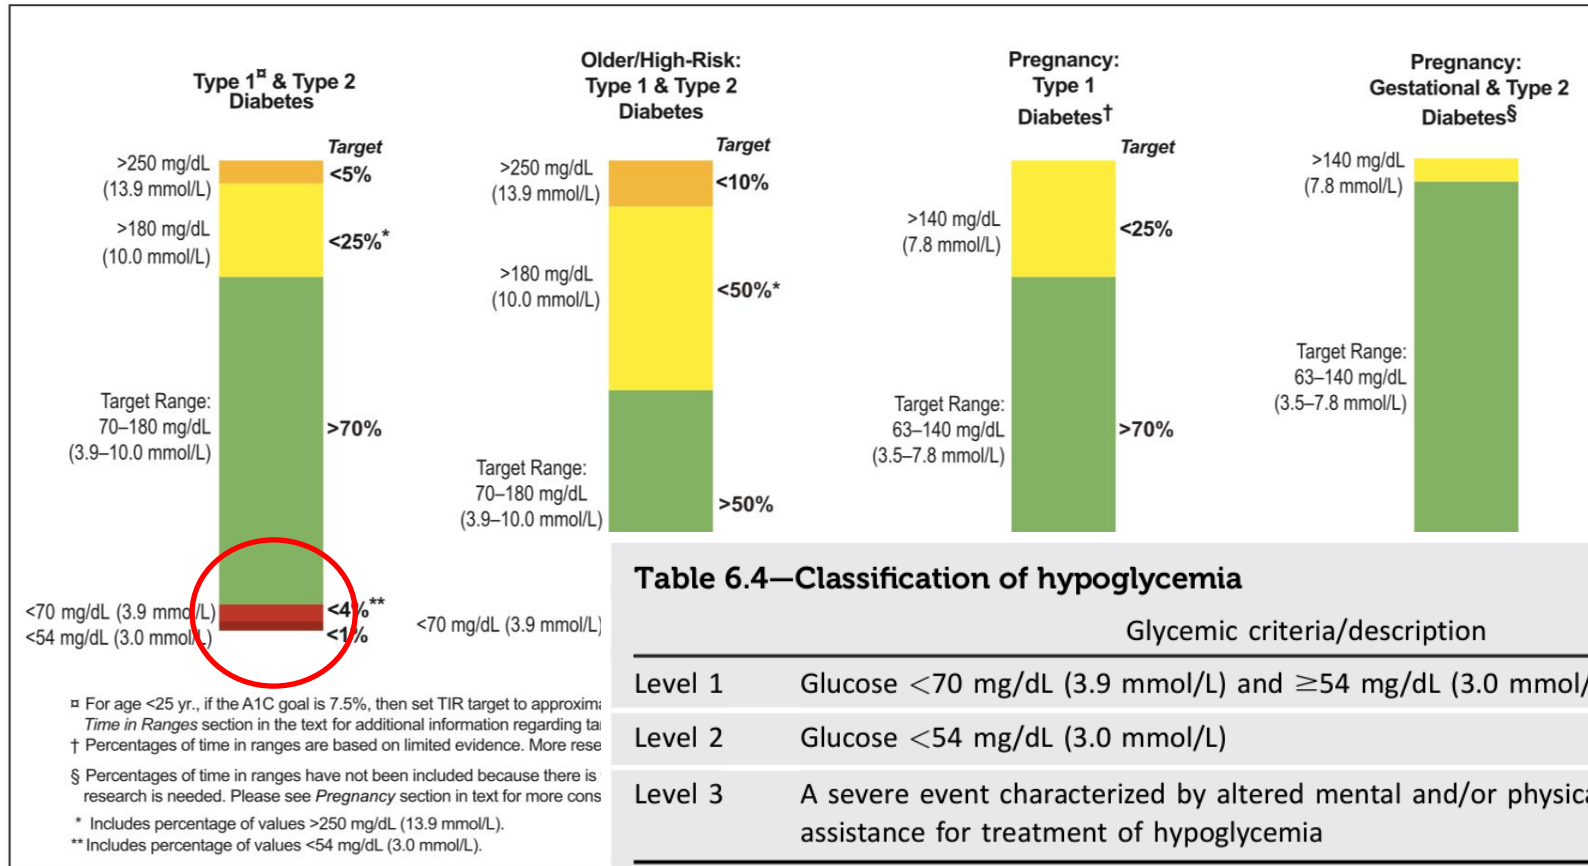 Type 1¤ & Type 2
Diabetes
Target
>250 mg/dL
(13.9 mmol/L)
<5%
>180 mg/dL
(10.0 mmol/L)
<25%*
Target Range:
70–180 mg/dL
(3.9–10.0 mmol/L)
>70%
<70 mg/dL (3.9 mmol/L)
<4%**
<54 mg/dL (3.0 mmol/L)
<1%
Older/High-Risk:
Type 1 & Type 2
Diabetes
Target
>250 mg/dL
(13.9 mmol/L)
<10%
>180 mg/dL
(10.0 mmol/L)
<50%*
Target Range:
70–180 mg/dL
(3.9–10.0 mmol/L)
>50%
<70 mg/dL (3.9 mmol/L)
Pregnancy:
Type 1
Diabetes†
Target
>140 mg/dL
(7.8 mmol/L)
<25%
Target Range:
63–140 mg/dL
(3.5–7.8 mmol/L)
>70%
Pregnancy:
Gestational & Type 2
Diabetes§
>140 mg/dL
(7.8 mmol/L)
Target Range:
63–140 mg/dL
(3.5–7.8 mmol/L)
¤ For age <25 yr., if the A1C goal is 7.5%, then set TIR target to
Time in Ranges section in the text for additional information regarding
† Percentages of time in ranges are based on limited evidence. More
§ Percentages of time in ranges have not been included because there is
research is needed. Please see Pregnancy section in text for more
* Includes percentage of values >250 mg/dL (13.9 mmol/L).
** Includes percentage of values <54 mg/dL (3.0 mmol/L).
Table 6.4—Classification of hypoglycemia
Glycemic criteria/description
Level 1 Glucose <70 mg/dL (3.9 mmol/L) and ≥54 mg/dL (3.0 mmol/
Level 2 Glucose <54 mg/dL (3.0 mmol/L)
Level 3 A severe event characterized by altered mental and/or
assistance for treatment of hypoglycemia